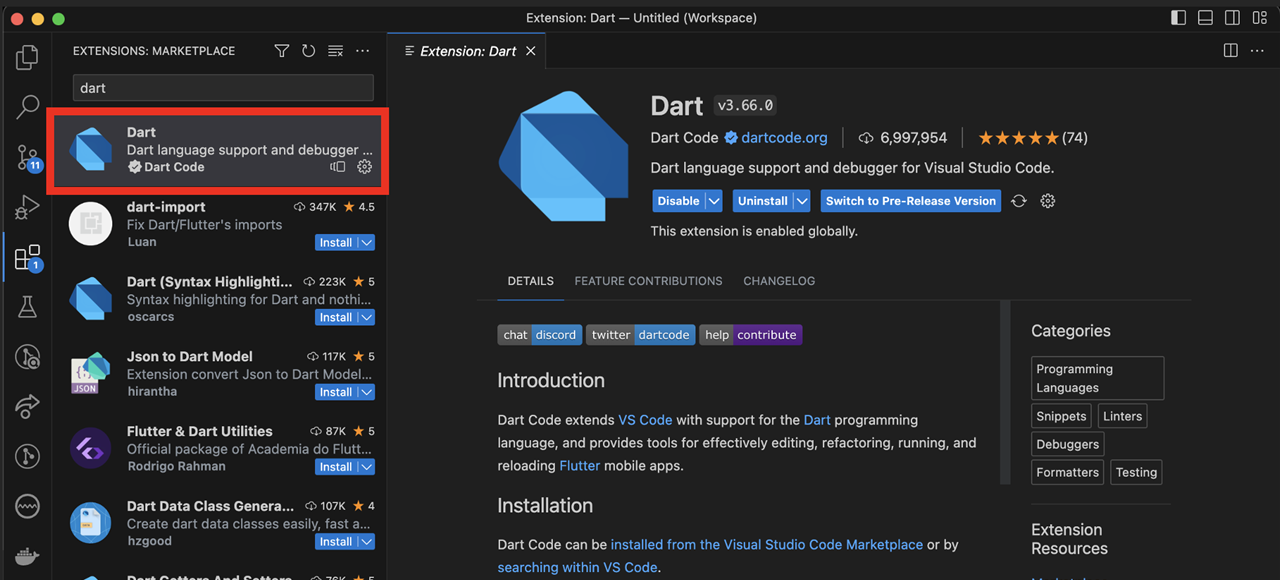 Extension: Dart — Untitled (Workspace)
EXTENSIONS: MARKETPLACE
dart
Dart
Dart language support and debugger ...
Dart Code
dart-import 347K 4.5
Fix Dart/Flutter's imports
Luan
Install
Dart (Syntax Highlighti... 223K 5
Syntax highlighting for Dart and nothi...
oscarcs
Install
Json to Dart Model 117K 5
Extension convert Json to Dart Model...
hirantha
Install
JSON
Flutter & Dart Utilities 87K 5
Official package of Academia do Flutt...
Rodrigo Rahman
Install
Dart Data Class Genera... 107K 4
Create dart data classes easily, fast a...
hzgood
Install
11
1
Extension: Dart
Dart v3.66.0
Dart Code dartcode.org 6,997,954 (74)
Dart language support and debugger for Visual Studio Code.
Disable Uninstall Switch to Pre-Release Version
This extension is enabled globally.
DETAILS FEATURE CONTRIBUTIONS CHANGELOG
chat discord twitter dartcode help contribute
Introduction
Dart Code extends VS Code with support for the Dart programming
language, and provides tools for effectively editing, refactoring, running, and
reloading Flutter mobile apps.
Installation
Dart Code can be installed from the Visual Studio Code Marketplace or by
searching within VS Code.
Categories
Programming
Languages
Snippets Linters
Debuggers
Formatters Testing
Extension
Resources